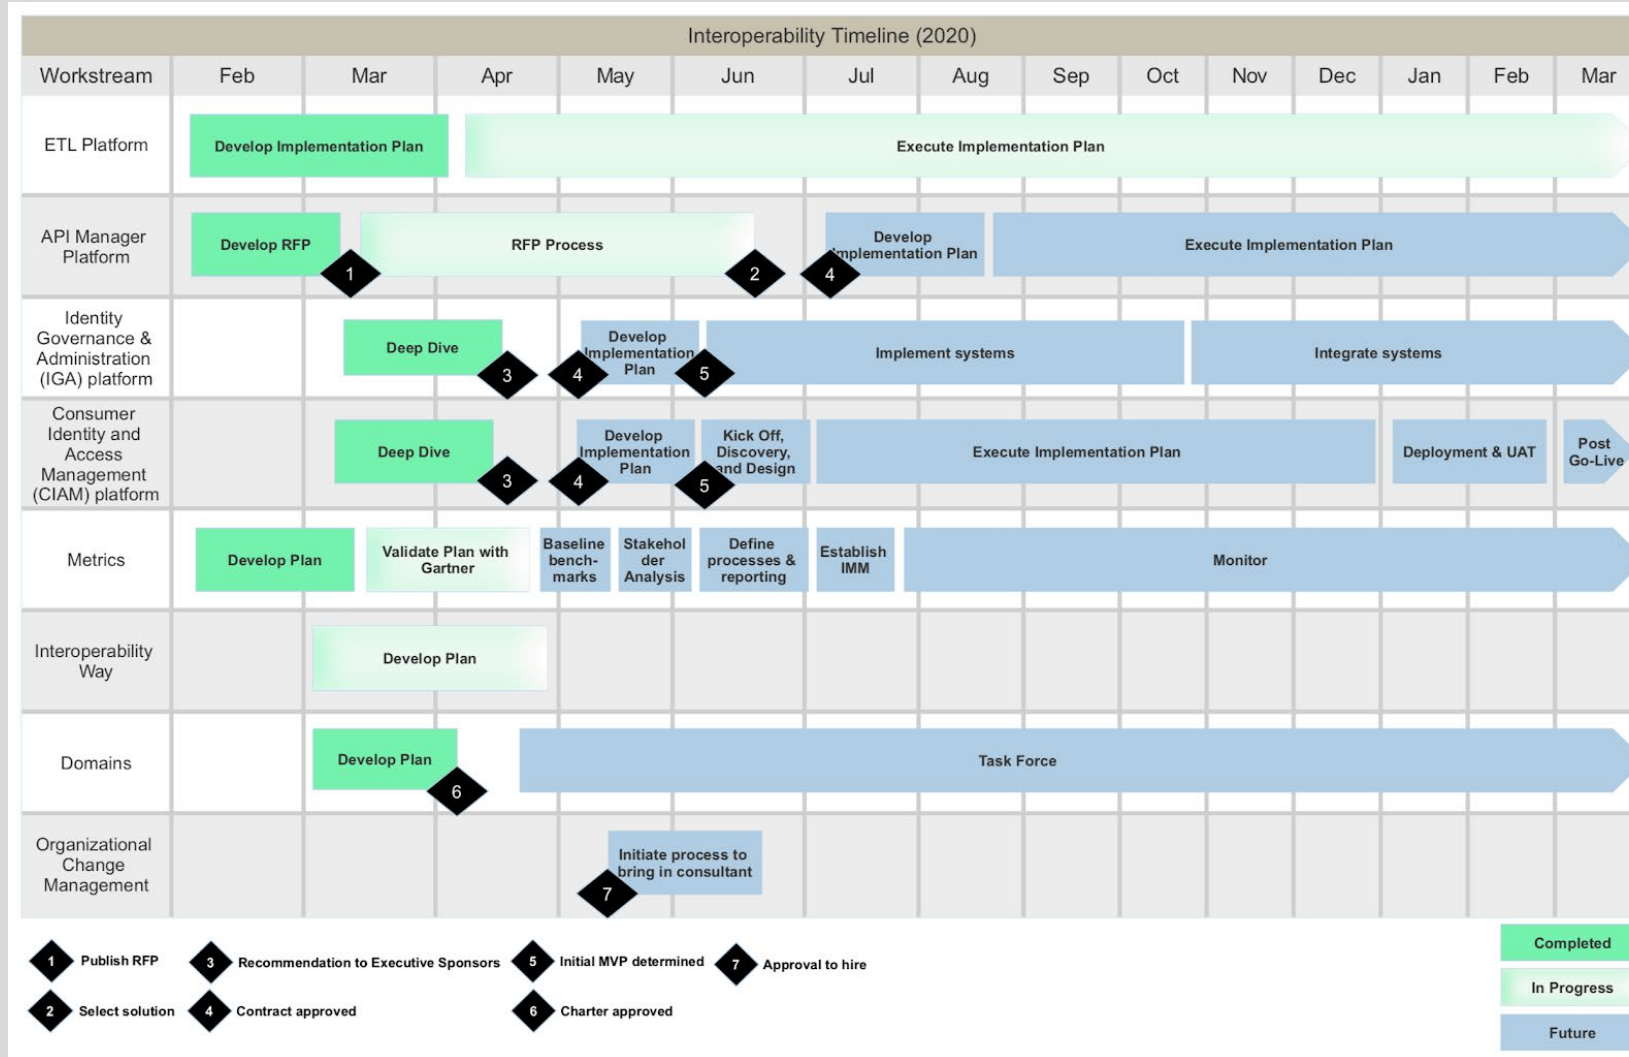 Interoperability Timeline (2020)
Workstream Feb Mar Apr May Jun Jul Aug Sep Oct Nov Dec Jan Feb Mar
ETL Platform
Develop Implementation Plan
Execute Implementation Plan
API Manager
Platform
Develop RFP
1
RFP Process
2
4
Develop
Implementation Plan
Execute Implementation Plan
Identity
Governance &
Administration
(IGA) platform
Deep Dive
3
4
Develop
Implementation
Plan
5
Implement systems
Integrate systems
Consumer
Identity and
Access
Management
(CIAM) platform
Deep Dive
3
4
Develop
Implementation
Plan
5
Kick Off,
Discovery,
and Design
Execute Implementation Plan
Deployment & UAT
Post
Go-Live
Metrics
Develop Plan
Validate Plan with
Gartner
Baseline
bench-
marks
Stakehol
der
Analysis
Define
processes &
reporting
Establish
IMM
Monitor
Interoperability
Way
Develop Plan
Domains
Develop Plan
6
Task Force
Organizational
Change
Management
7
Initiate process to
bring in consultant
1 Publish RFP
3 Recommendation to Executive Sponsors
5 Initial MVP determined
7 Approval to hire
2 Select solution
4 Contract approved
6 Charter approved
Completed
In Progress
Future